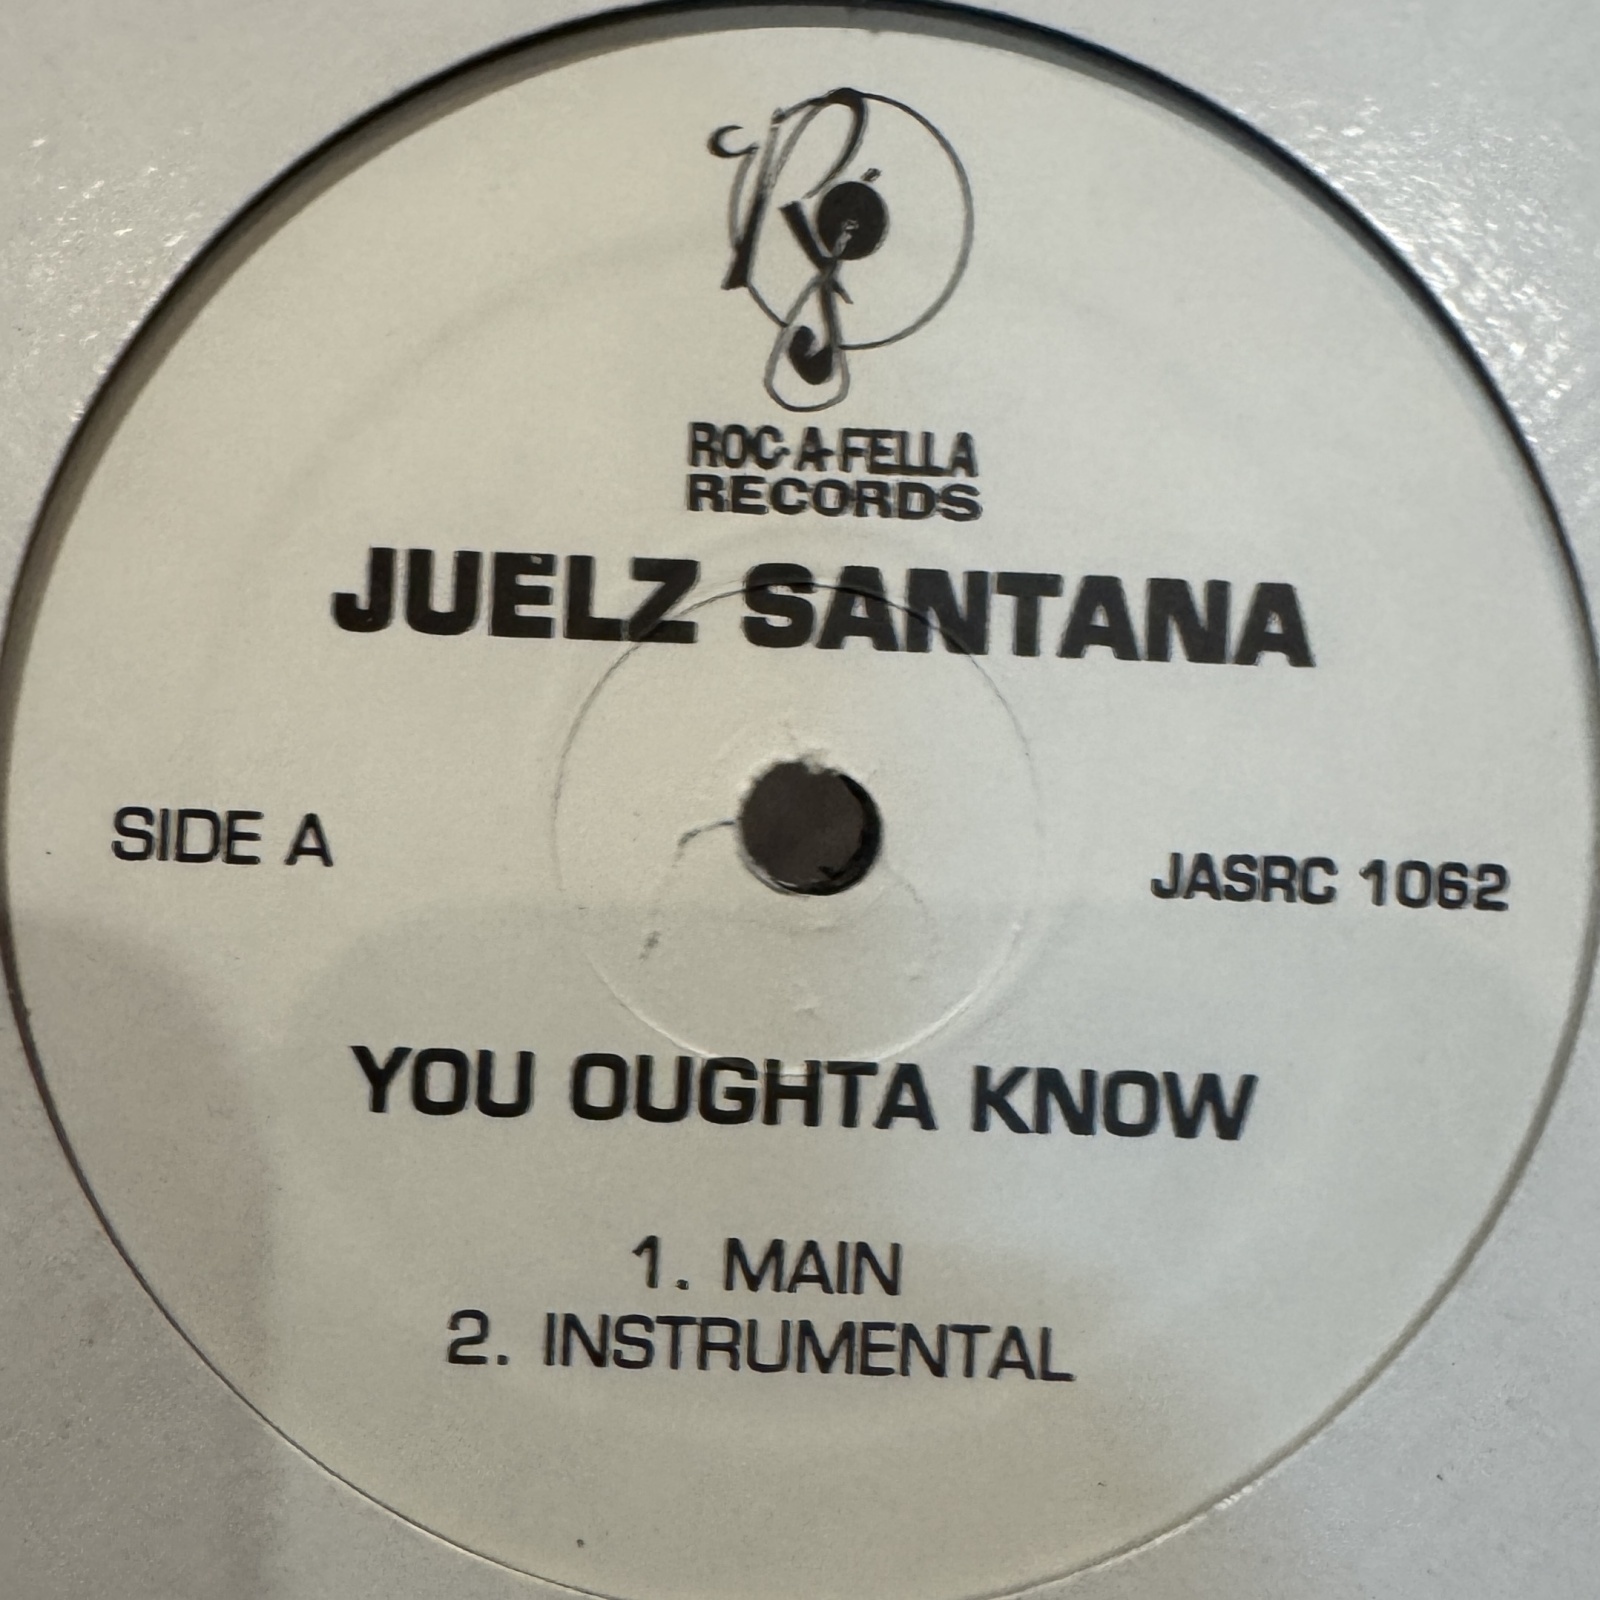 ROC-A-FELLA
RECORDS
JUELZ SANTANA
SIDE A
JASRC 1062
YOU OUGHTA KNOW
1. MAIN
2. INSTRUMENTAL